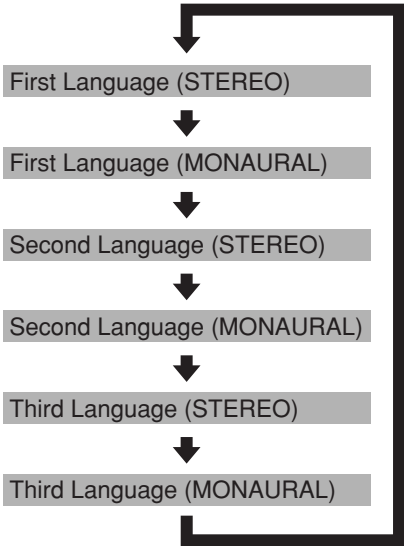 First Language (STEREO)
First Language (MONAURAL)
Second Language (STEREO)
Second Language (MONAURAL)
Third Language (STEREO)
Third Language (MONAURAL)